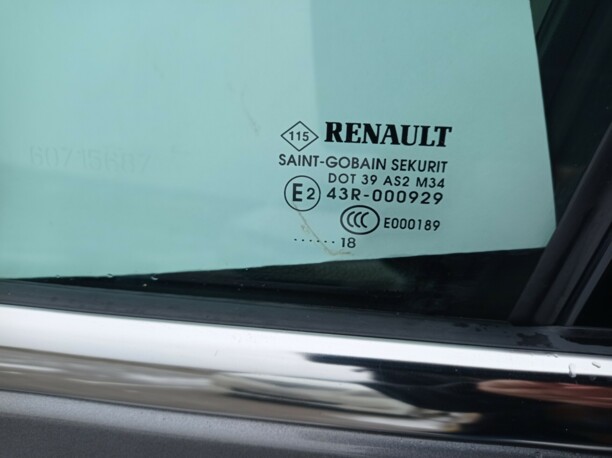 115 RENAULT
SAINT-GOBAIN SEKURIT
DOT 39 AS2 M34
E2 43R-000929
CCC E000189
...... 18